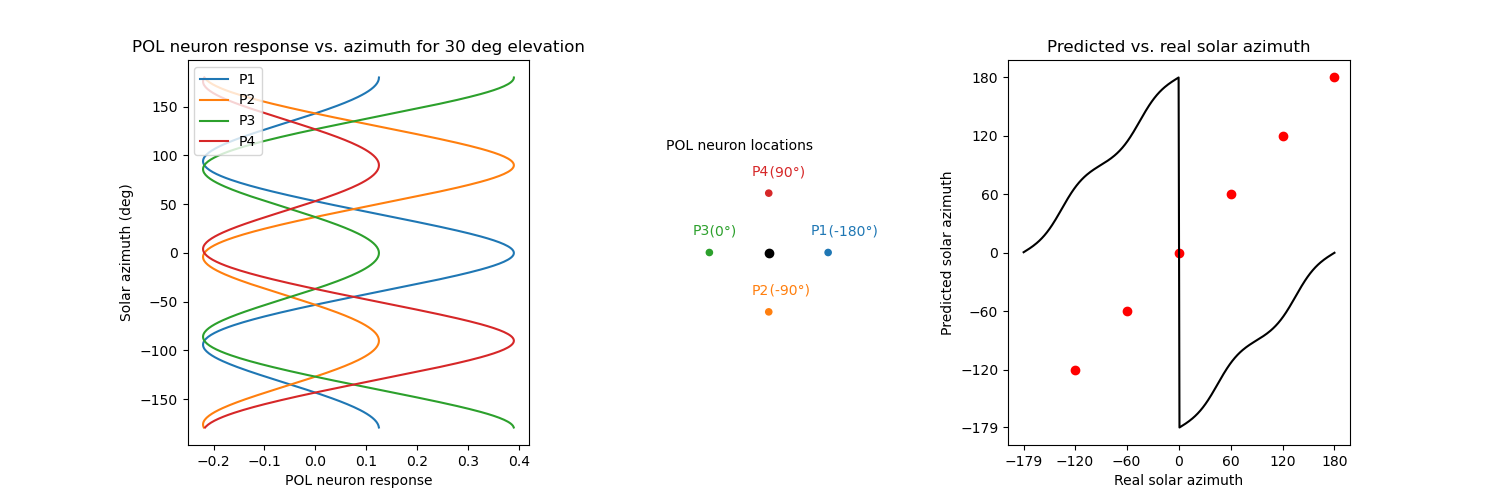 POL neuron response vs. azimuth for 30 deg elevation
P1
P2
P3
P4
150
100
50
0
−50
−100
−150
Solar azimuth (deg)
−0.2 −0.1 0.0 0.1 0.2 0.3 0.4
POL neuron response
POL neuron locations
P4(90°)
P3(0°) P1(-180°)
P2(-90°)
Predicted vs. real solar azimuth
180
120
60
0
−60
−120
−179
Predicted solar azimuth
−179 −120 −60 0 60 120 180
Real solar azimuth